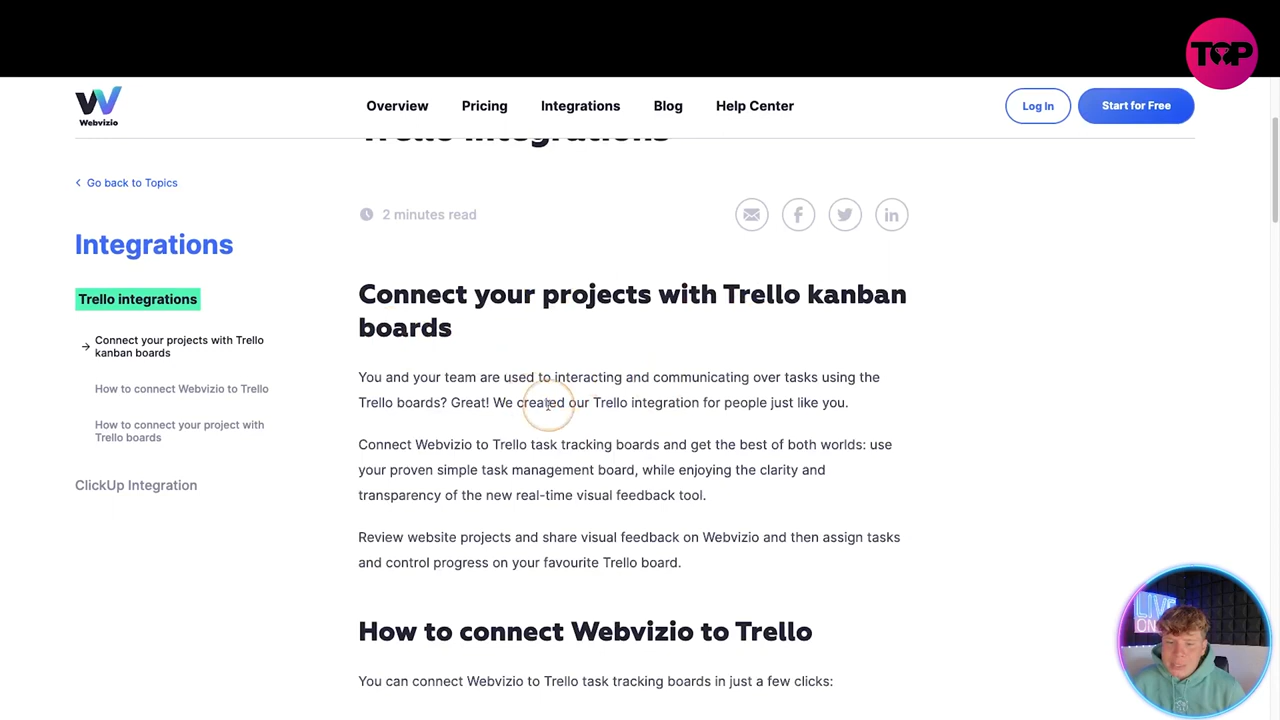 TOP
Webvizio
Overview
Pricing
Integrations
Blog
Help Center
Log In
Start for Free
Trello integrations
Go back to Topics
2 minutes read
Integrations
Trello integrations
Connect your projects with Trello
kanban boards
How to connect Webvizio to Trello
How to connect your project with
Trello boards
ClickUp Integration
Connect your projects with Trello kanban
boards
You and your team are used to interacting and communicating over tasks using the
Trello boards? Great! We created our Trello integration for people just like you.
Connect Webvizio to Trello task tracking boards and get the best of both worlds: use
your proven simple task management board, while enjoying the clarity and
transparency of the new real-time visual feedback tool.
Review website projects and share visual feedback on Webvizio and then assign tasks
and control progress on your favourite Trello board.
How to connect Webvizio to Trello
You can connect Webvizio to Trello task tracking boards in just a few clicks:
LIVE
ON